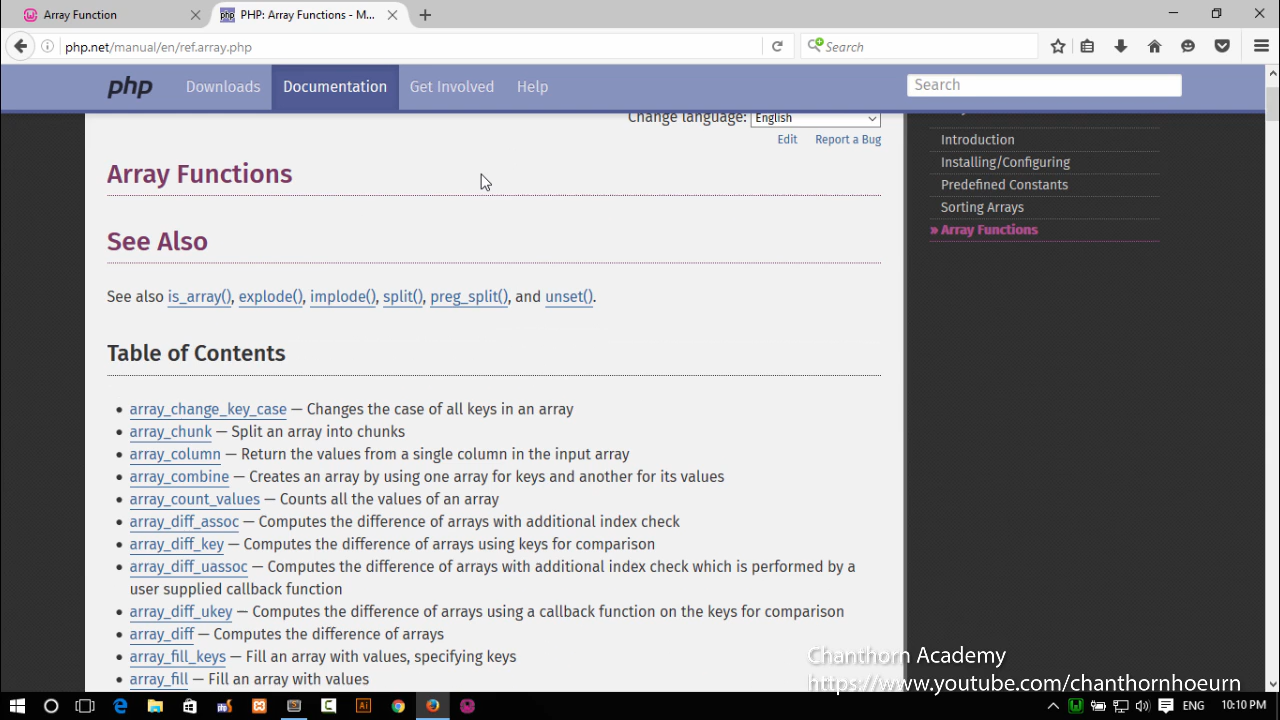 Array Function
PHP: Array Functions - M...
php.net/manual/en/ref.array.php
Search
php
Downloads
Documentation
Get Involved
Help
Search
Change language:
English
Edit
Report a Bug
Array Functions
See Also
See also is_array(), explode(), implode(), split(), preg_split(), and unset().
Table of Contents
• array_change_key_case — Changes the case of all keys in an array
• array_chunk — Split an array into chunks
• array_column — Return the values from a single column in the input array
• array_combine — Creates an array by using one array for keys and another for its values
• array_count_values — Counts all the values of an array
• array_diff_assoc — Computes the difference of arrays with additional index check
• array_diff_key — Computes the difference of arrays using keys for comparison
• array_diff_uassoc — Computes the difference of arrays with additional index check which is performed by a
user supplied callback function
• array_diff_ukey — Computes the difference of arrays using a callback function on the keys for comparison
• array_diff — Computes the difference of arrays
• array_fill_keys — Fill an array with values, specifying keys
• array_fill — Fill an array with values
Introduction
Installing/Configuring
Predefined Constants
Sorting Arrays
» Array Functions
Chanthorn Academy
https://www.youtube.com/chanthornhoeurn
Ai
ENG
10:10 PM